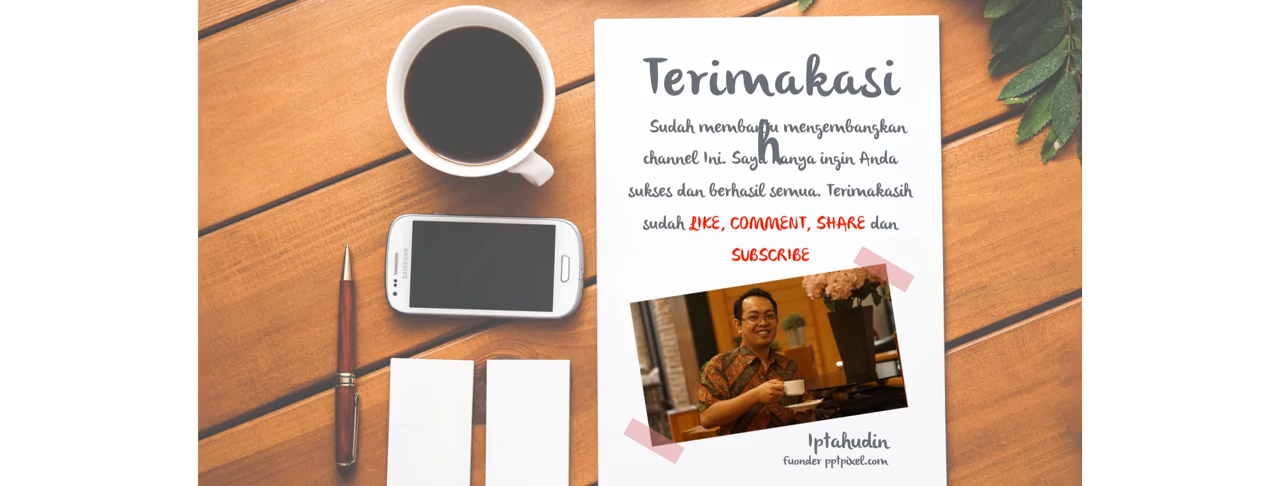 Terimakasi
h
Sudah membantu mengembangkan
channel Ini. Saya hanya ingin Anda
sukses dan berhasil semua. Terimakasih
sudah LIKE, COMMENT, SHARE dan
SUBSCRIBE
Iptahudin
fuonder pptpixel.com
SAMSUNG